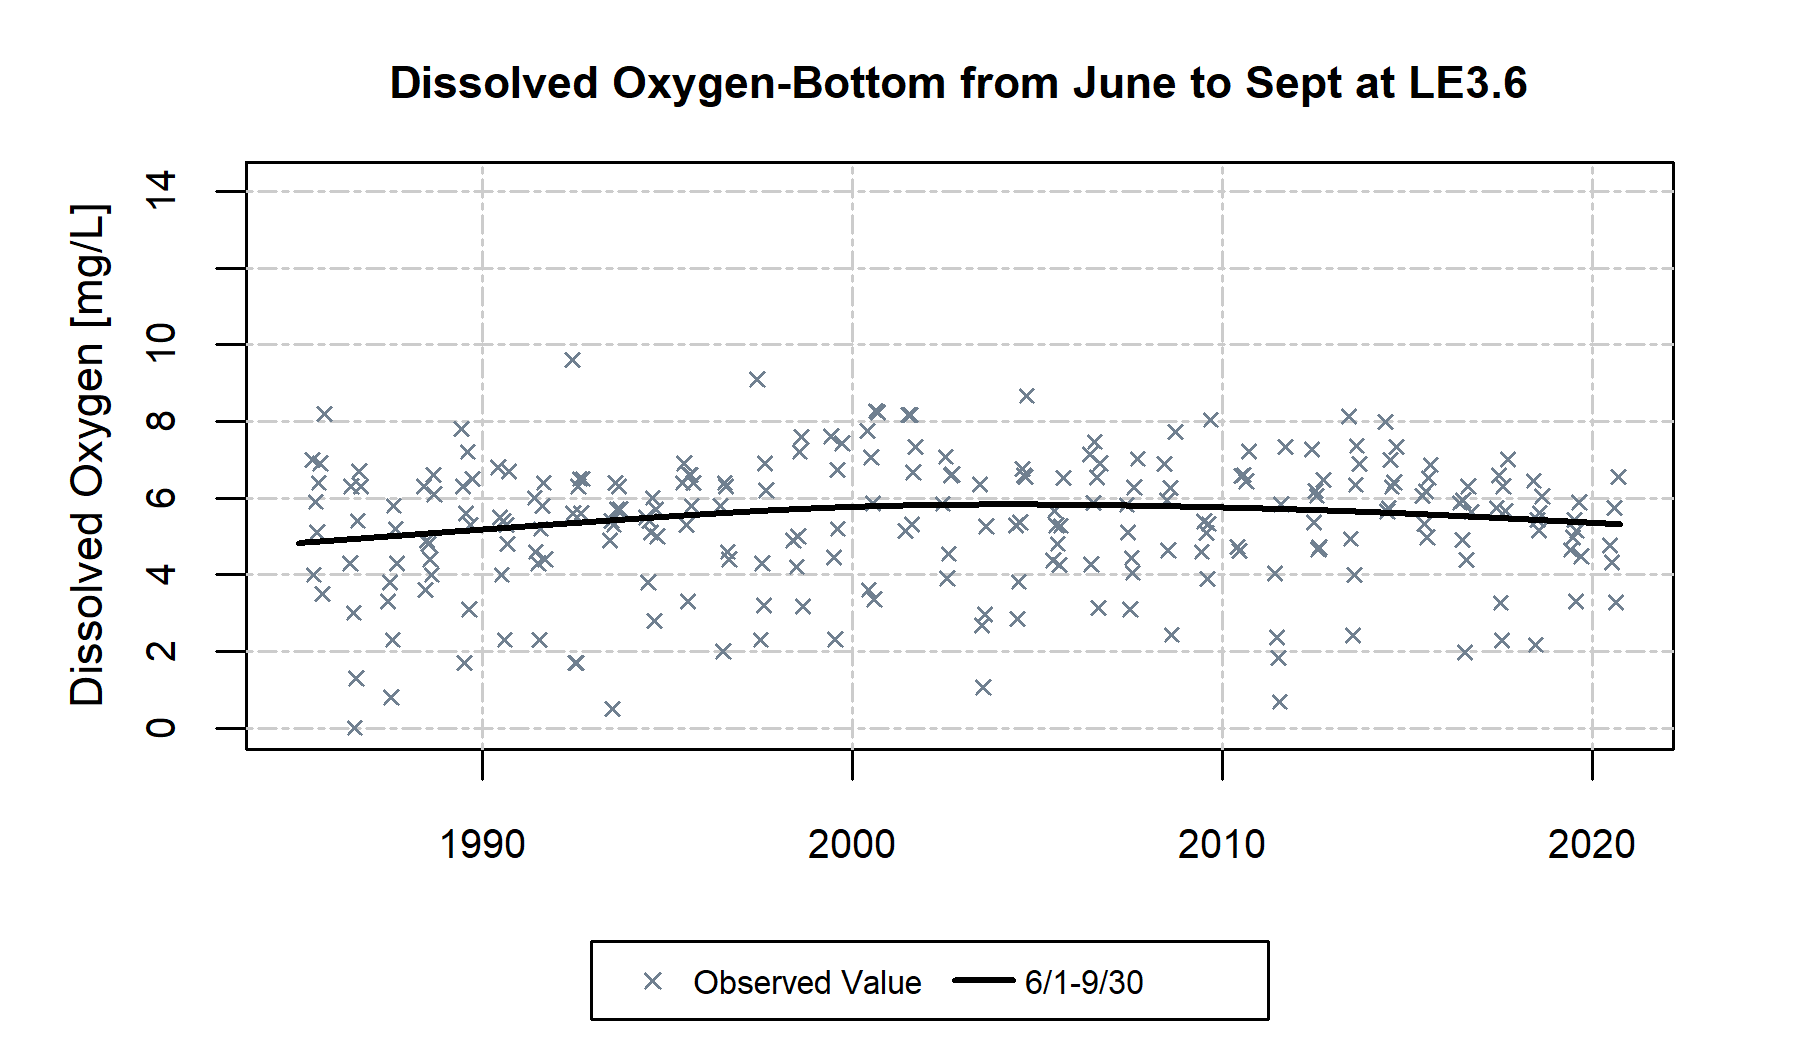 Dissolved Oxygen-Bottom from June to Sept at LE3.6
Dissolved Oxygen [mg/L]
14
10
8
6
4
2
0
1990 2000 2010 2020
Observed Value 6/1-9/30